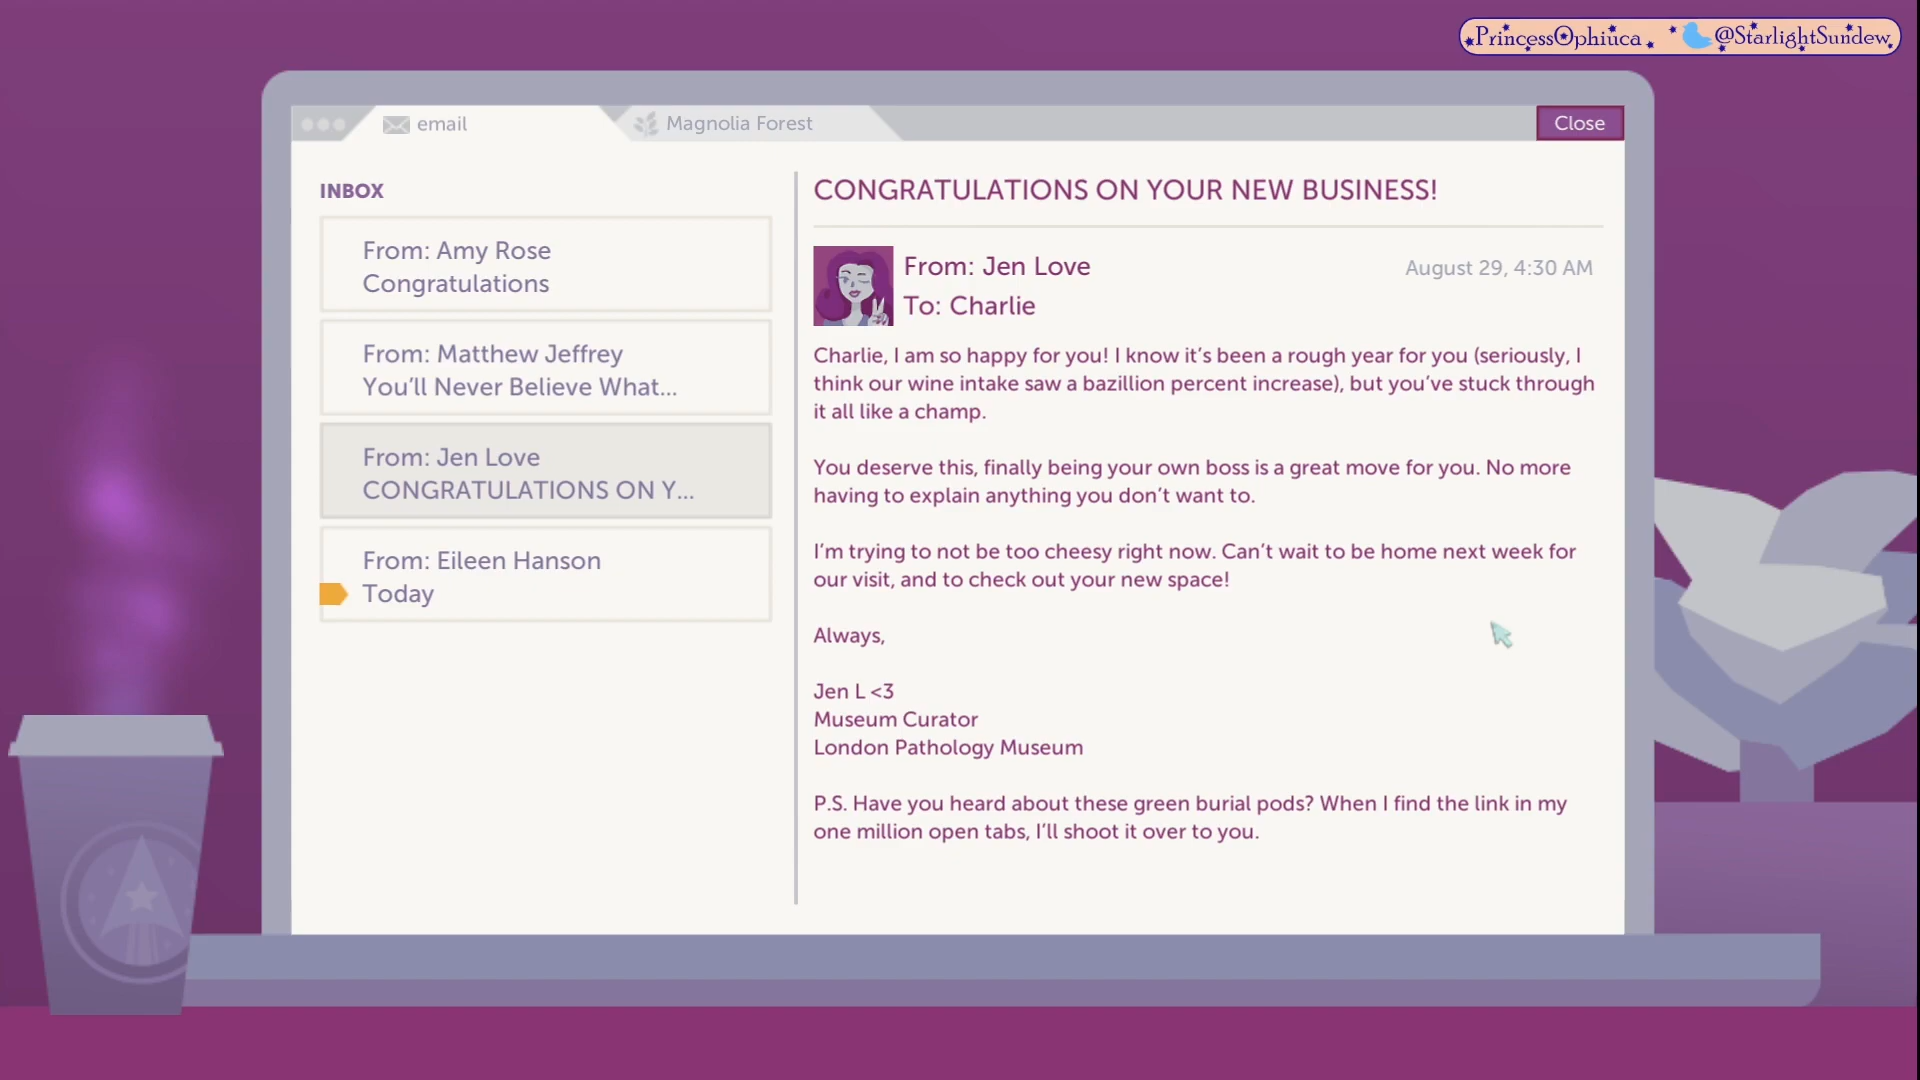 PrincessOphiuca
@StarlightSundew
email
Magnolia Forest
Close
INBOX
From: Amy Rose
Congratulations
From: Matthew Jeffrey
You’ll Never Believe What...
From: Jen Love
CONGRATULATIONS ON Y...
From: Eileen Hanson
Today
CONGRATULATIONS ON YOUR NEW BUSINESS!
From: Jen Love
August 29, 4:30 AM
To: Charlie
Charlie, I am so happy for you! I know it’s been a rough year for you (seriously, I
think our wine intake saw a bazillion percent increase), but you’ve stuck through
it all like a champ.
You deserve this, finally being your own boss is a great move for you. No more
having to explain anything you don’t want to.
I’m trying to not be too cheesy right now. Can’t wait to be home next week for
our visit, and to check out your new space!
Always,
Jen L <3
Museum Curator
London Pathology Museum
P.S. Have you heard about these green burial pods? When I find the link in my
one million open tabs, I’ll shoot it over to you.